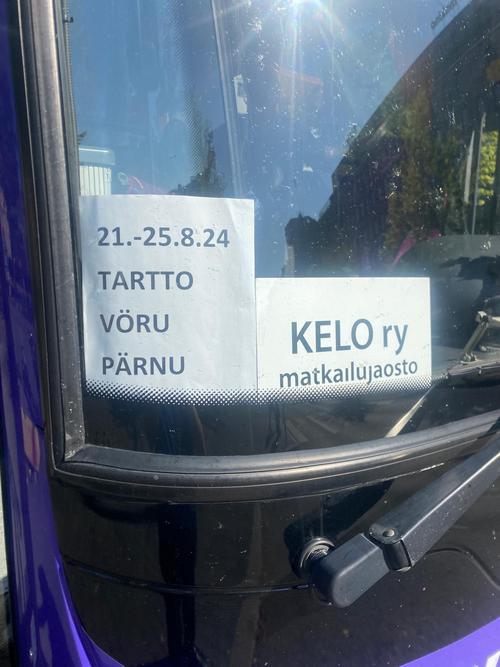 21.-25.8.24
TARTTO
VÖRU
PÄRNU
KELO ry
matkailujaosto